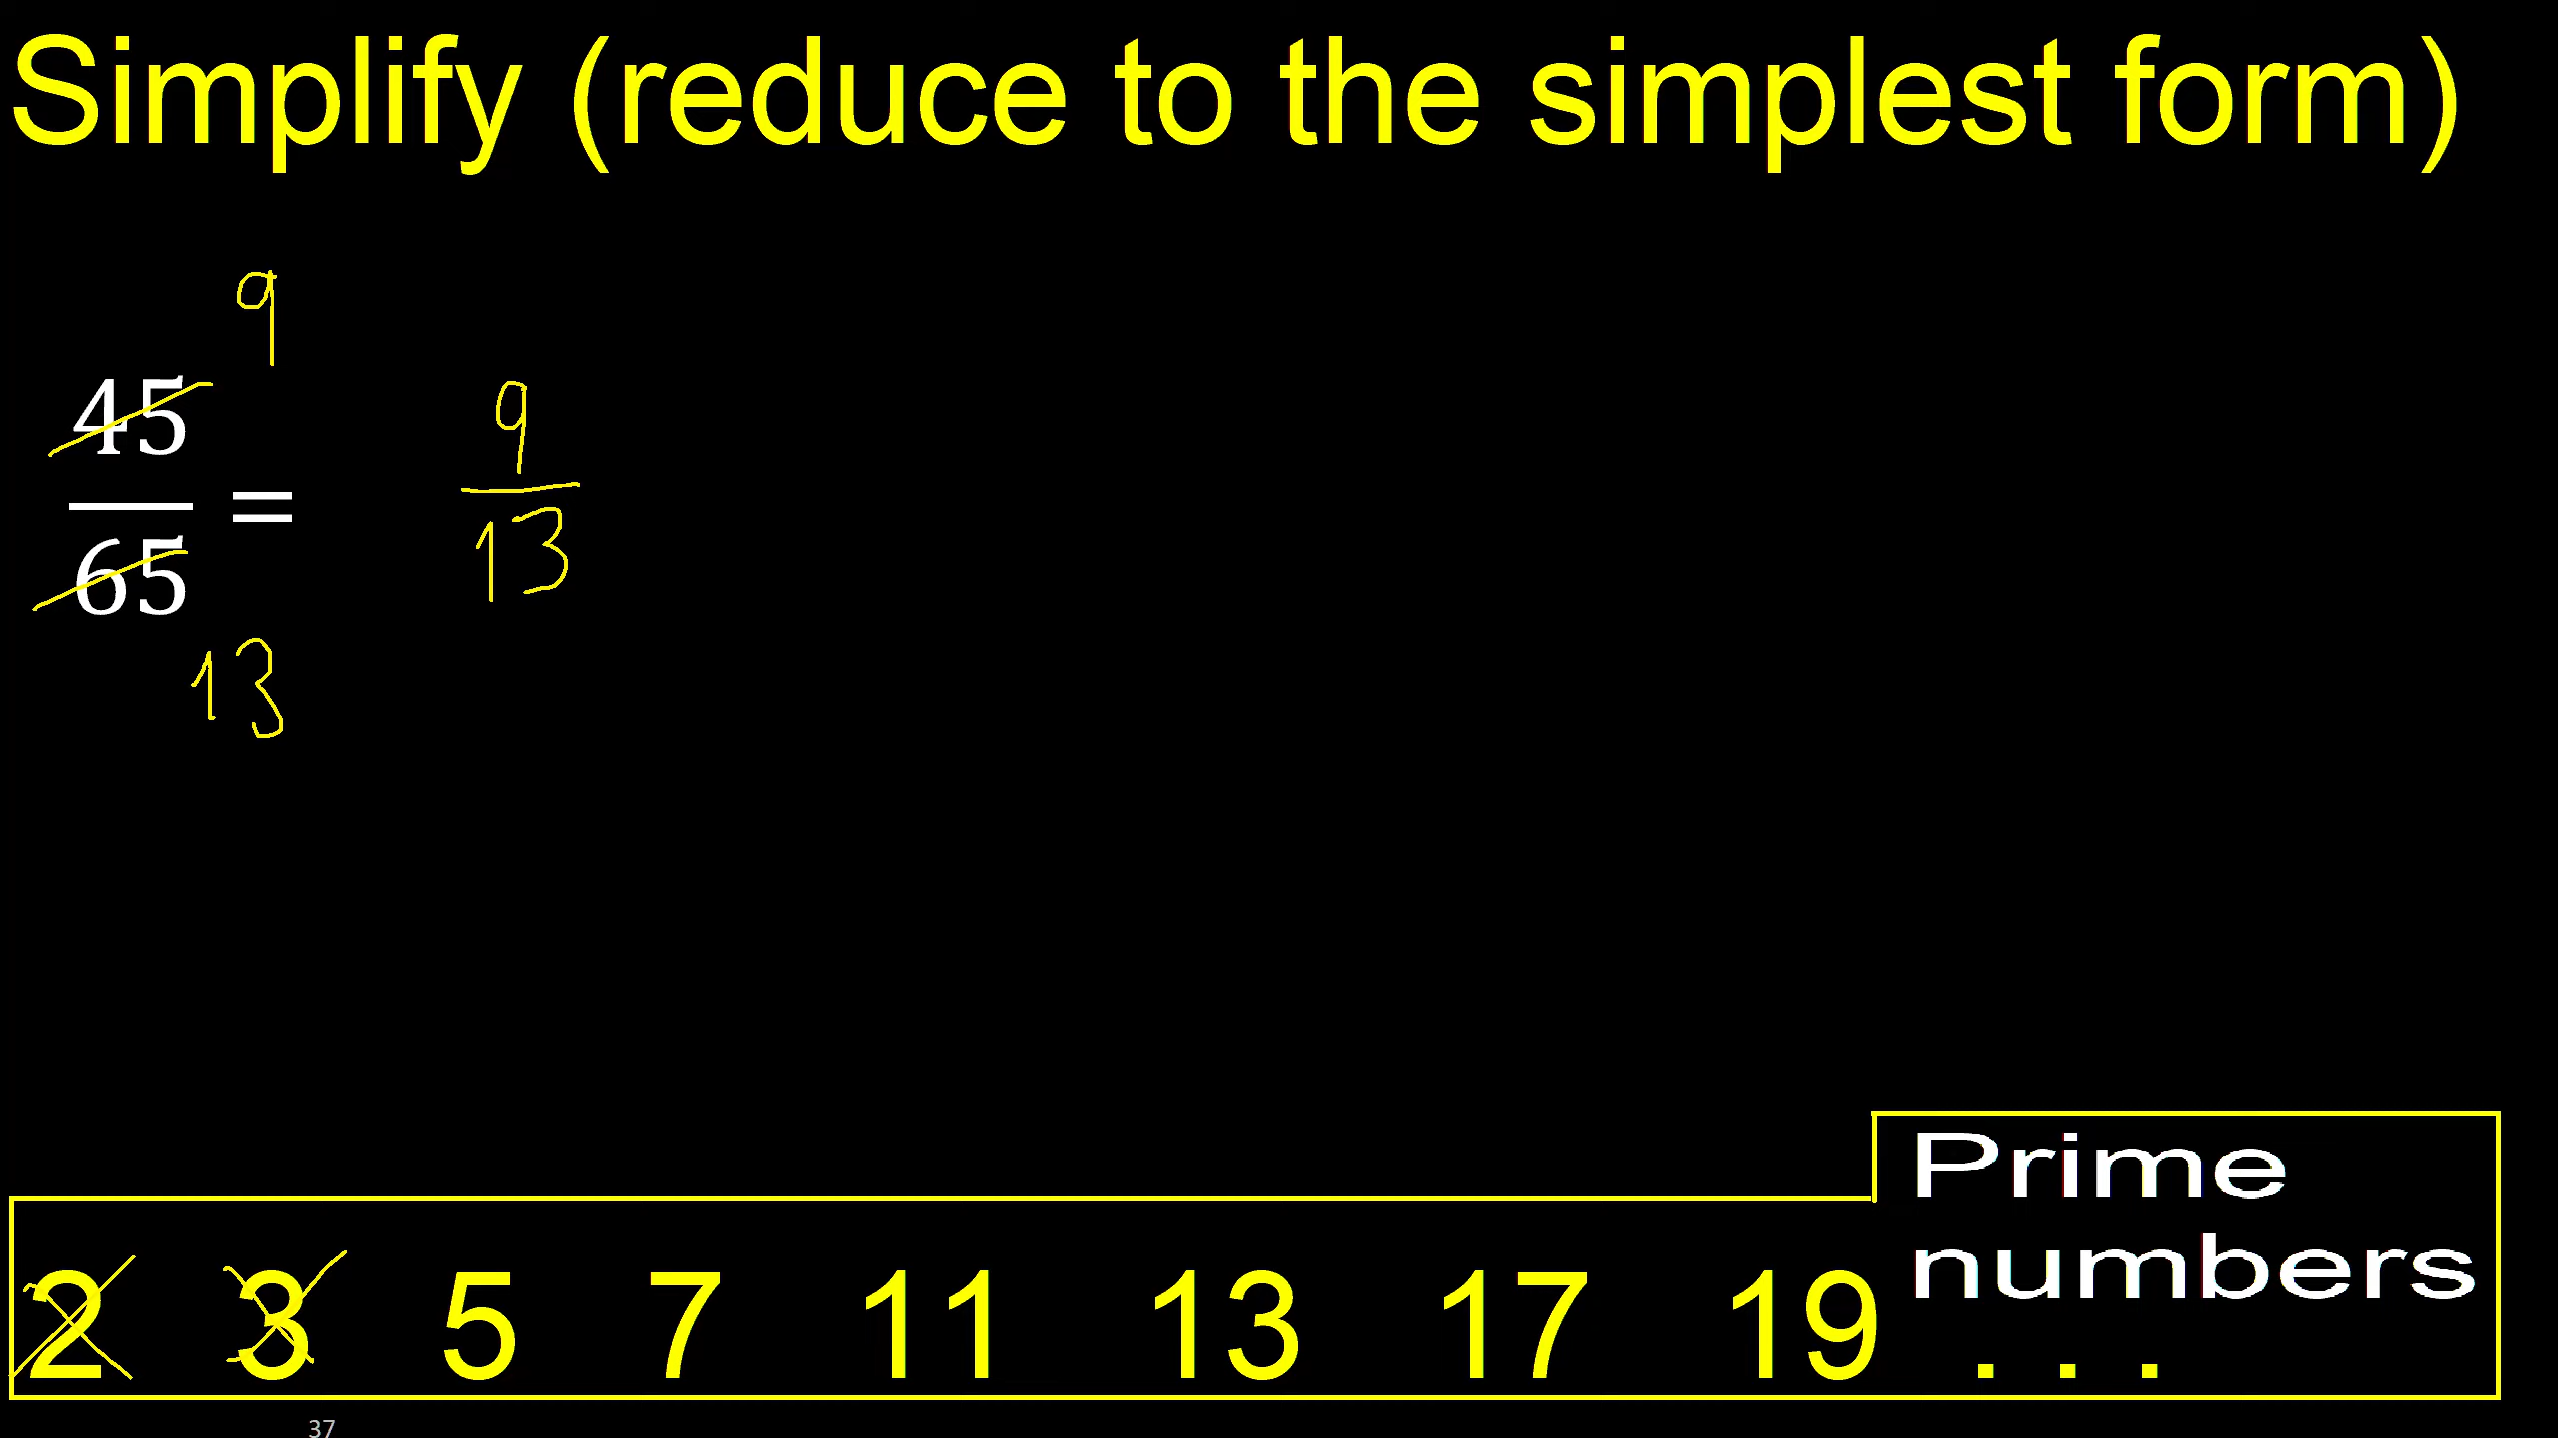 Simplify (reduce to the simplest form)
9
45
65
=
13
9
13
Prime
numbers
2 3 5 7 11 13 17 19 . . .
37